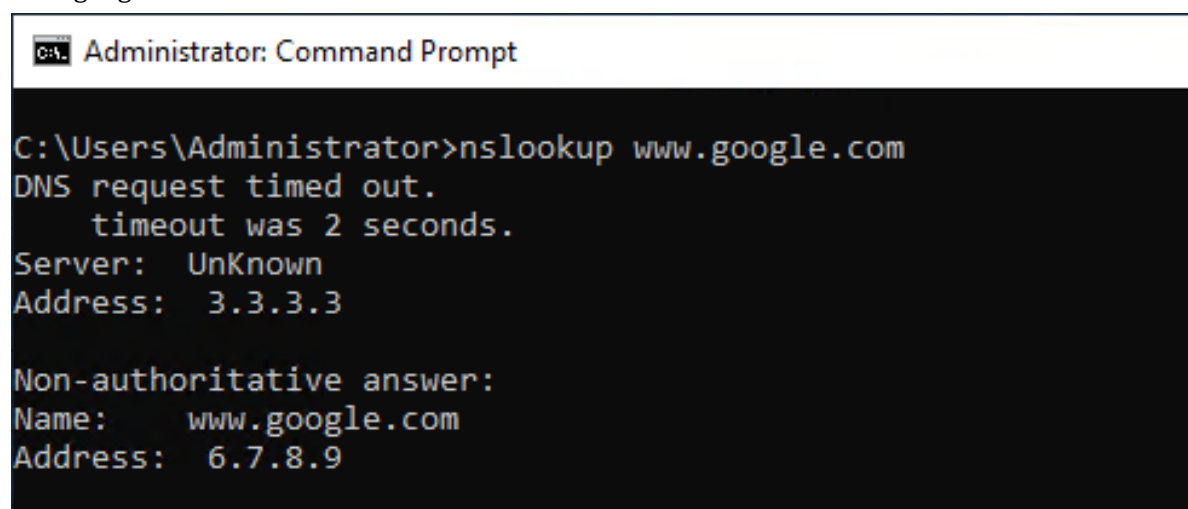 Administrator: Command Prompt
C:\Users\Administrator>nslookup www.google.com
DNS request timed out.
    timeout was 2 seconds.
Server:  UnKnown
Address:  3.3.3.3
Non-authoritative answer:
Name:    www.google.com
Address:  6.7.8.9